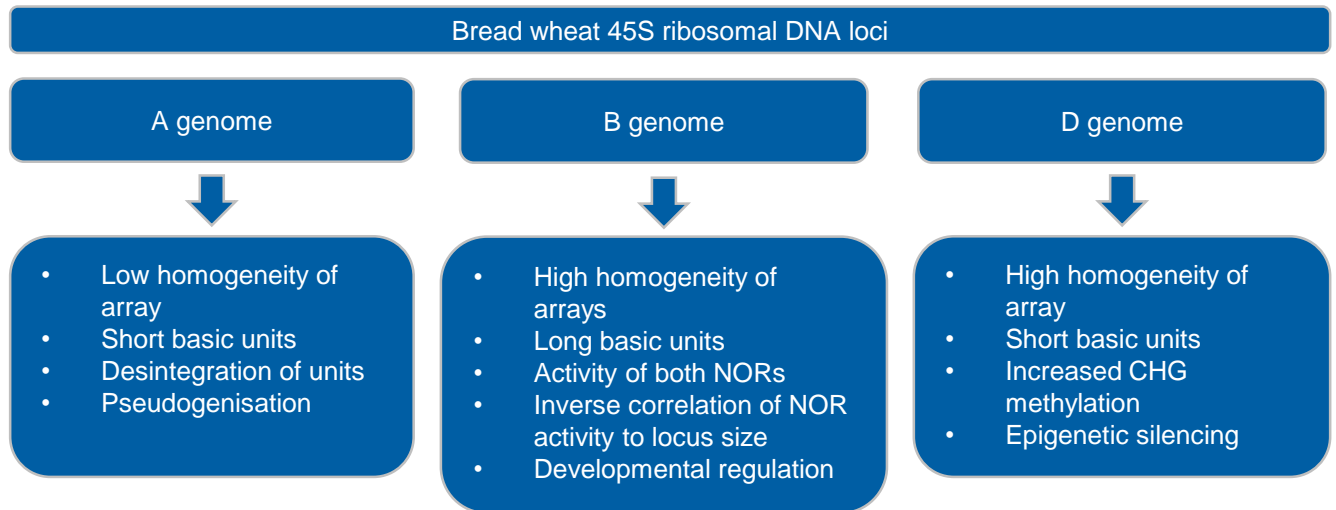 Bread wheat 45S ribosomal DNA loci
A genome
B genome
D genome
• Low homogeneity of
array
• Short basic units
• Desintegration of units
• Pseudogenisation
• High homogeneity of
arrays
• Long basic units
• Activity of both NORs
• Inverse correlation of NOR
activity to locus size
• Developmental regulation
• High homogeneity of
array
• Short basic units
• Increased CHG
methylation
• Epigenetic silencing